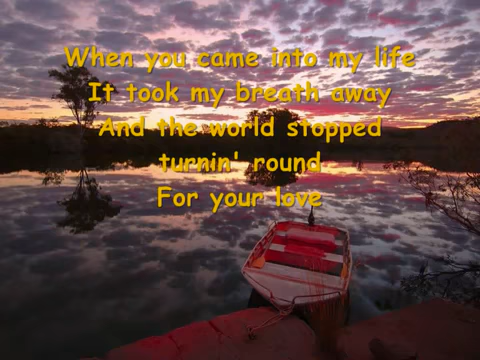 When you came into my life
It took my breath away
And the world stopped
turnin' round
For your love